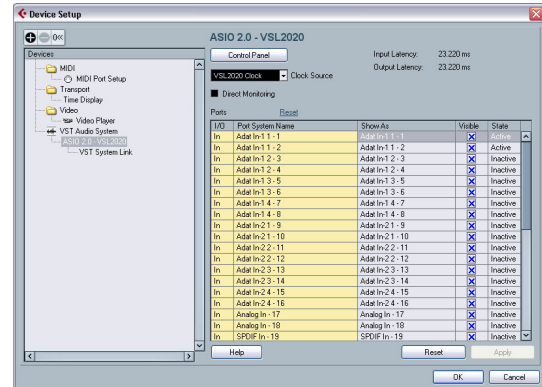 Device Setup
Devices
MIDI
MIDI Port Setup
Transport
Time Display
Video
Video Player
VST Audio System
ASIO 2.0 - VSL2020
VST System Link
ASIO 2.0 - VSL2020
Control Panel
Input Latency: 23.220 ms
Output Latency: 23.220 ms
VSL2020 Clock Clock Source
Direct Monitoring
Ports Reset
I/O Port System Name Show As Visible State
In Adat In-1 1 - 1 Adat In-1 1 - 1 Active
In Adat In-1 1 - 2 Adat In-1 1 - 2 Active
In Adat In-1 2 - 3 Adat In-1 2 - 3 Inactive
In Adat In-1 2 - 4 Adat In-1 2 - 4 Inactive
In Adat In-1 3 - 5 Adat In-1 3 - 5 Inactive
In Adat In-1 3 - 6 Adat In-1 3 - 6 Inactive
In Adat In-1 4 - 7 Adat In-1 4 - 7 Inactive
In Adat In-1 4 - 8 Adat In-1 4 - 8 Inactive
In Adat In-2 1 - 9 Adat In-2 1 - 9 Inactive
In Adat In-2 1 - 10 Adat In-2 1 - 10 Inactive
In Adat In-2 2 - 11 Adat In-2 2 - 11 Inactive
In Adat In-2 2 - 12 Adat In-2 2 - 12 Inactive
In Adat In-2 3 - 13 Adat In-2 3 - 13 Inactive
In Adat In-2 3 - 14 Adat In-2 3 - 14 Inactive
In Adat In-2 4 - 15 Adat In-2 4 - 15 Inactive
In Adat In-2 4 - 16 Adat In-2 4 - 16 Inactive
In Analog In - 17 Analog In - 17 Inactive
In Analog In - 18 Analog In - 18 Inactive
In SPDIF In - 19 SPDIF In - 19 Inactive
Help Reset Apply
OK Cancel